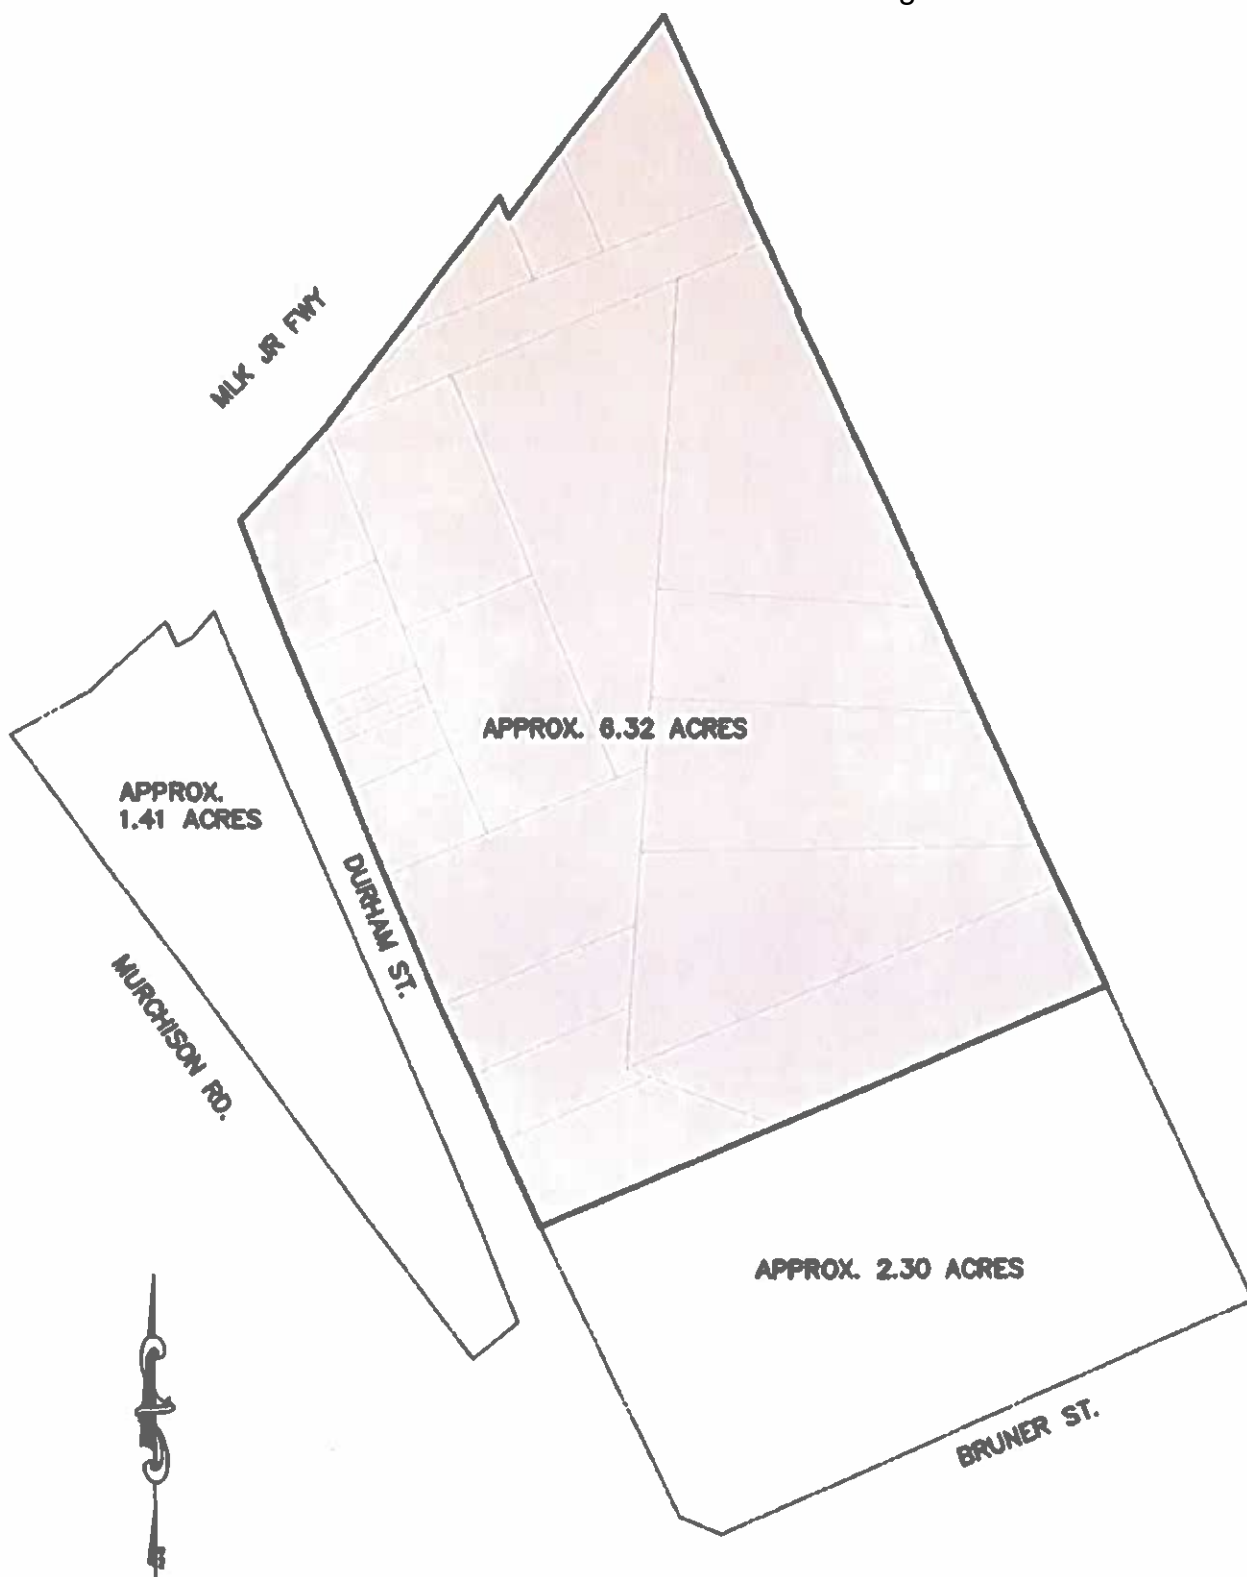 MLK JR FWY
APPROX. 6.32 ACRES
APPROX.
1.41 ACRES
DURHAM ST.
MURCHISON RD.
APPROX. 2.30 ACRES
BRUNER ST.